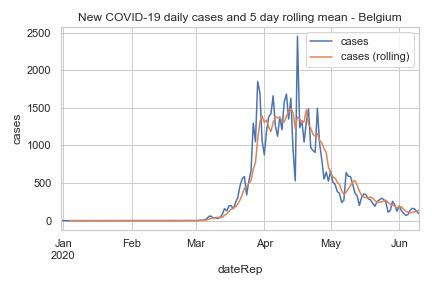 New COVID-19 daily cases and 5 day rolling mean - Belgium
cases
cases (rolling)
2500
2000
1500
1000
500
0
cases
Jan
2020
Feb
Mar
Apr
May
Jun
dateRep